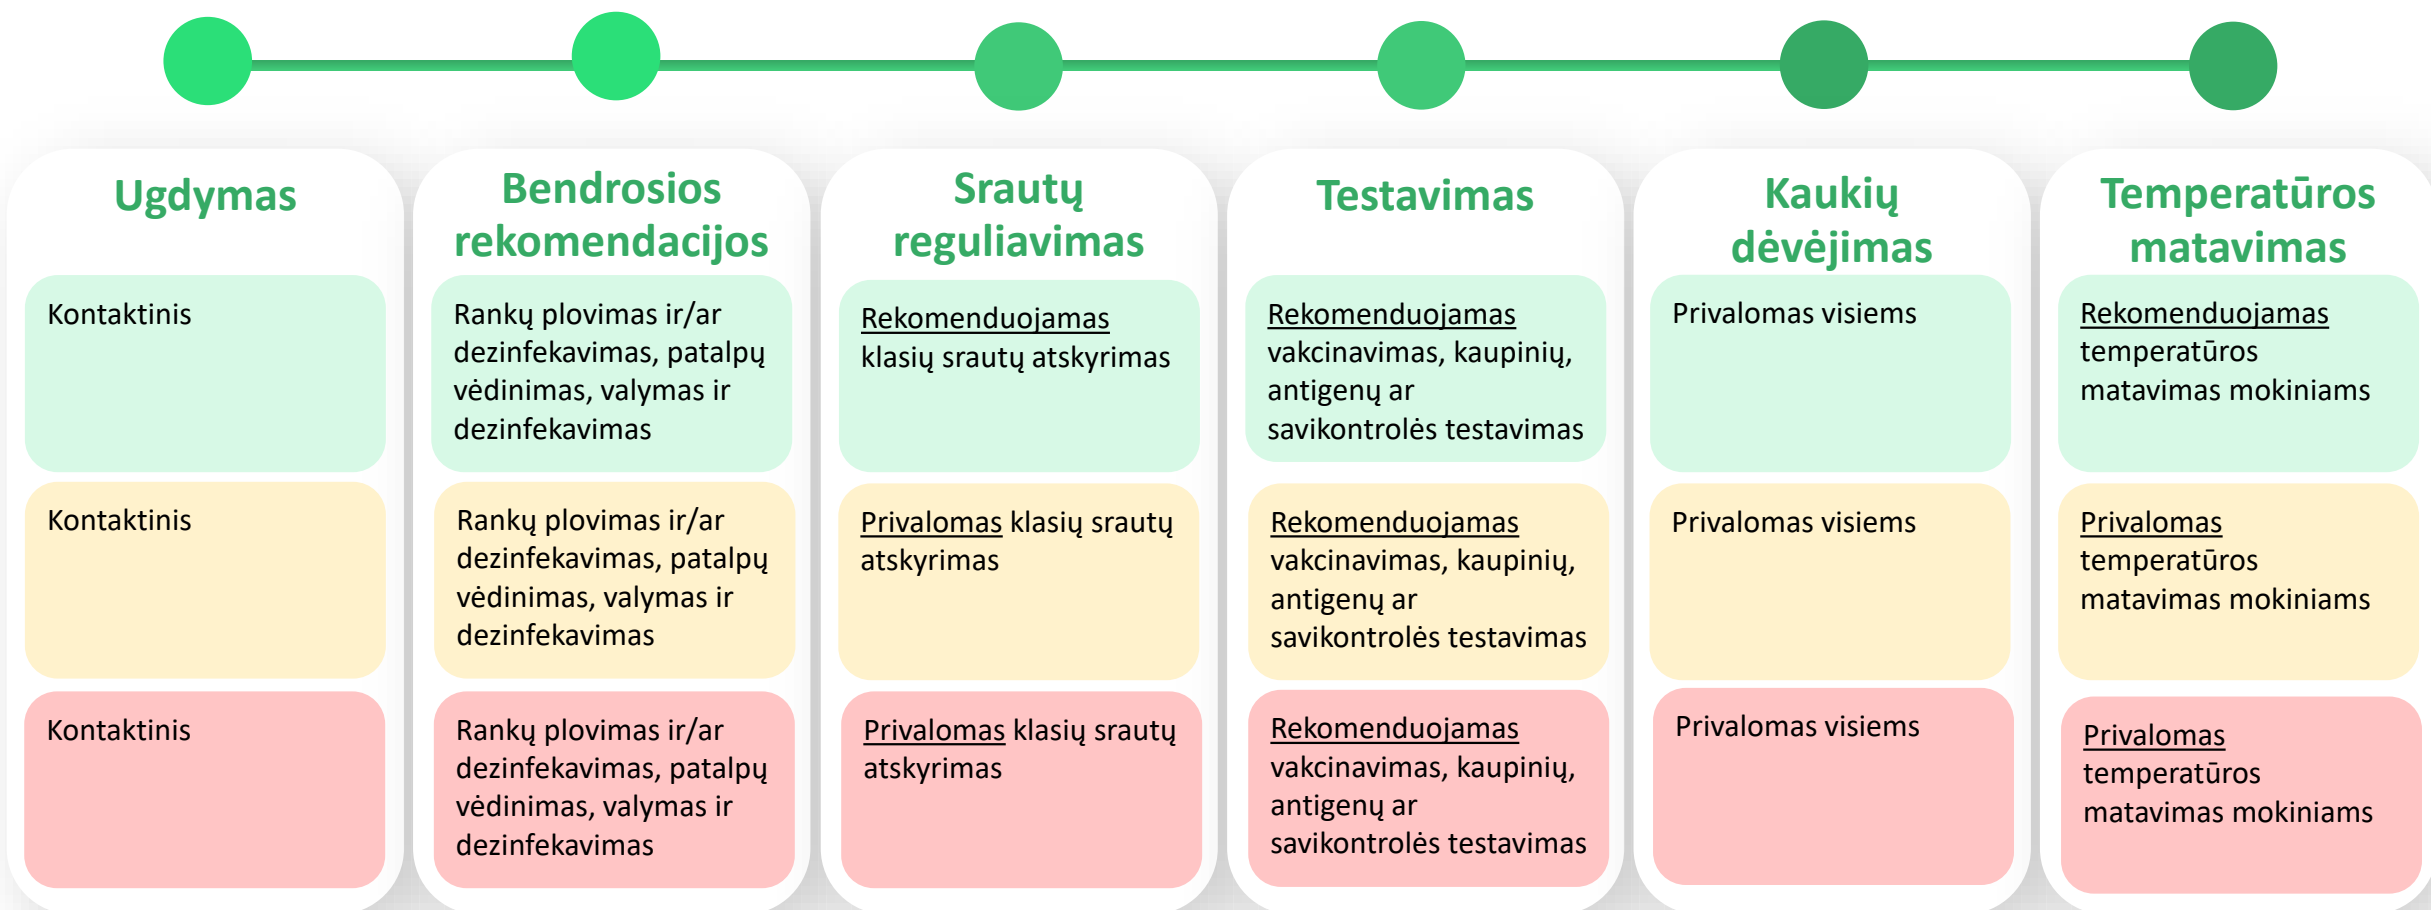 Ugdymas
Kontaktinis
Kontaktinis
Kontaktinis
Bendrosios
rekomendacijos
Rankų plovimas ir/ar
dezinfekavimas, patalpų
vėdinimas, valymas ir
dezinfekavimas
Rankų plovimas ir/ar
dezinfekavimas, patalpų
vėdinimas, valymas ir
dezinfekavimas
Rankų plovimas ir/ar
dezinfekavimas, patalpų
vėdinimas, valymas ir
dezinfekavimas
Srautų
reguliavimas
Rekomenduojamas
klasių srautų atskyrimas
Privalomas klasių srautų
atskyrimas
Privalomas klasių srautų
atskyrimas
Testavimas
Rekomenduojamas
vakcinavimas, kaupinių,
antigenų ar
savikontrolės testavimas
Rekomenduojamas
vakcinavimas, kaupinių,
antigenų ar
savikontrolės testavimas
Rekomenduojamas
vakcinavimas, kaupinių,
antigenų ar
savikontrolės testavimas
Kaukių
dėvėjimas
Privalomas visiems
Privalomas visiems
Privalomas visiems
Temperatūros
matavimas
Rekomenduojamas
temperatūros
matavimas mokiniams
Privalomas
temperatūros
matavimas mokiniams
Privalomas
temperatūros
matavimas mokiniams